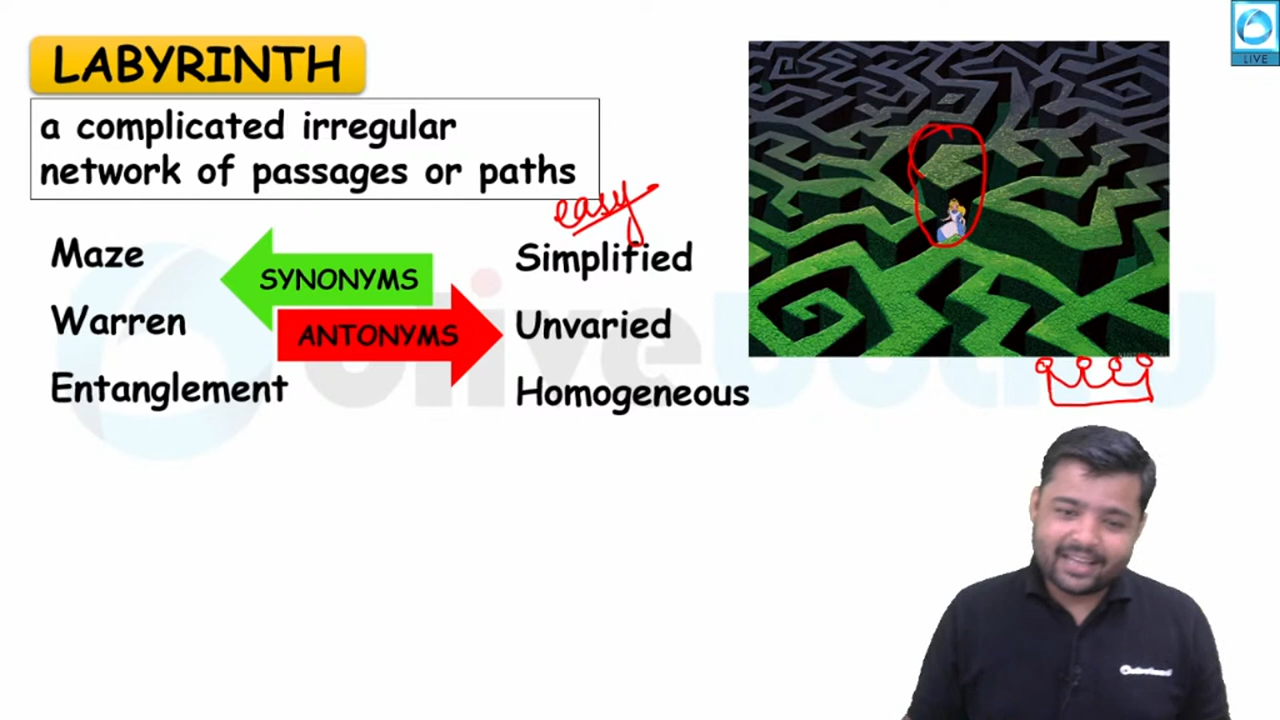 LABYRINTH
a complicated irregular
network of passages or paths
easy
Maze
SYNONYMS
Simplified
Warren
ANTONYMS
Unvaried
Entanglement
Homogeneous
LIVE